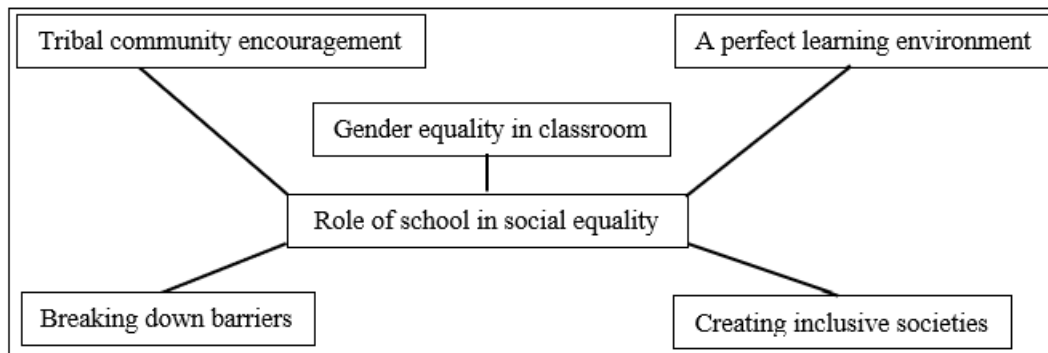 Tribal community encouragement
A perfect learning environment
Gender equality in classroom
Role of school in social equality
Breaking down barriers
Creating inclusive societies